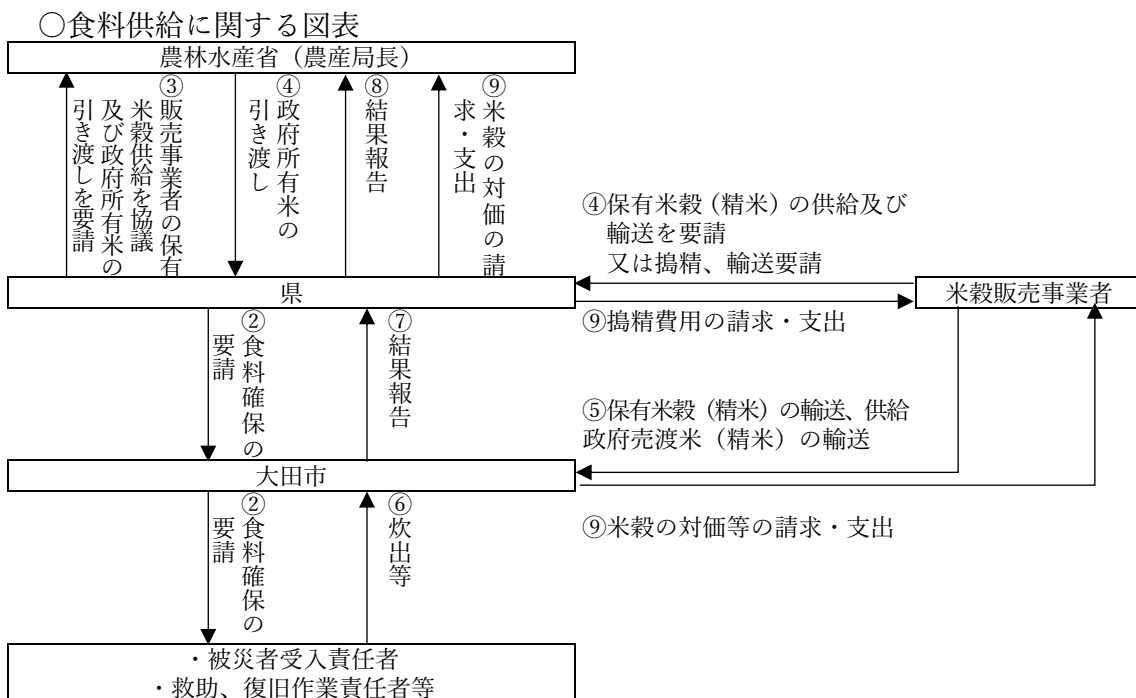 ○食料供給に関する図表
農林水産省（農産局長）
③販売事業者の保有
米穀供給を協議
及び政府所有米の
引き渡しを要請
④政府所有米の
引き渡し
⑧結果報告
⑨米穀の対価の請
求・支出
④保有米穀（精米）の供給及び
輸送を要請
又は搗精、輸送要請
県
米穀販売事業者
⑨搗精費用の請求・支出
②食料確保の
要請
⑦結果報告
⑤保有米穀（精米）の輸送、供給
政府売渡米（精米）の輸送
大田市
②食料確保の
要請
⑥炊出等
⑨米穀の対価等の請求・支出
・被災者受入責任者
・救助、復旧作業責任者等